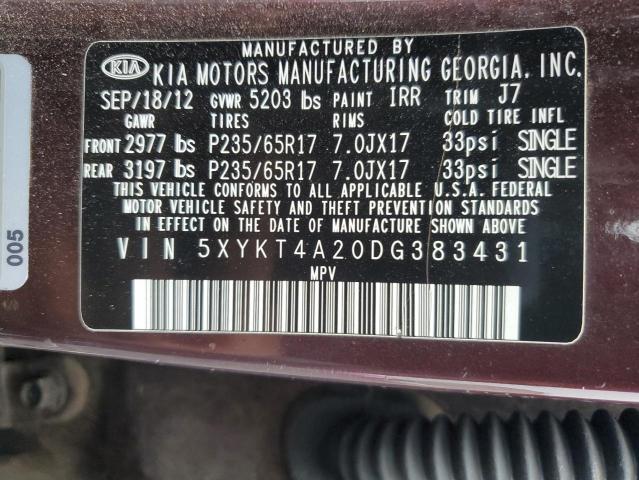 MANUFACTURED BY
KIA KIA MOTORS MANUFACTURING GEORGIA, INC.
SEP/18/12 GVWR 5203 lbs PAINT IRR TRIM J7
GAWR TIRES RIMS COLD TIRE INFL
FRONT 2977 lbs P235/65R17 7.0JX17 33psi SINGLE
REAR 3197 lbs P235/65R17 7.0JX17 33psi SINGLE
THIS VEHICLE CONFORMS TO ALL APPLICABLE U.S.A. FEDERAL
MOTOR VEHICLE SAFETY AND THEFT PREVENTION STANDARDS
IN EFFECT ON THE DATE OF MANUFACTURE SHOWN ABOVE.
VIN 5XYKT4A20DG383431
MPV
005